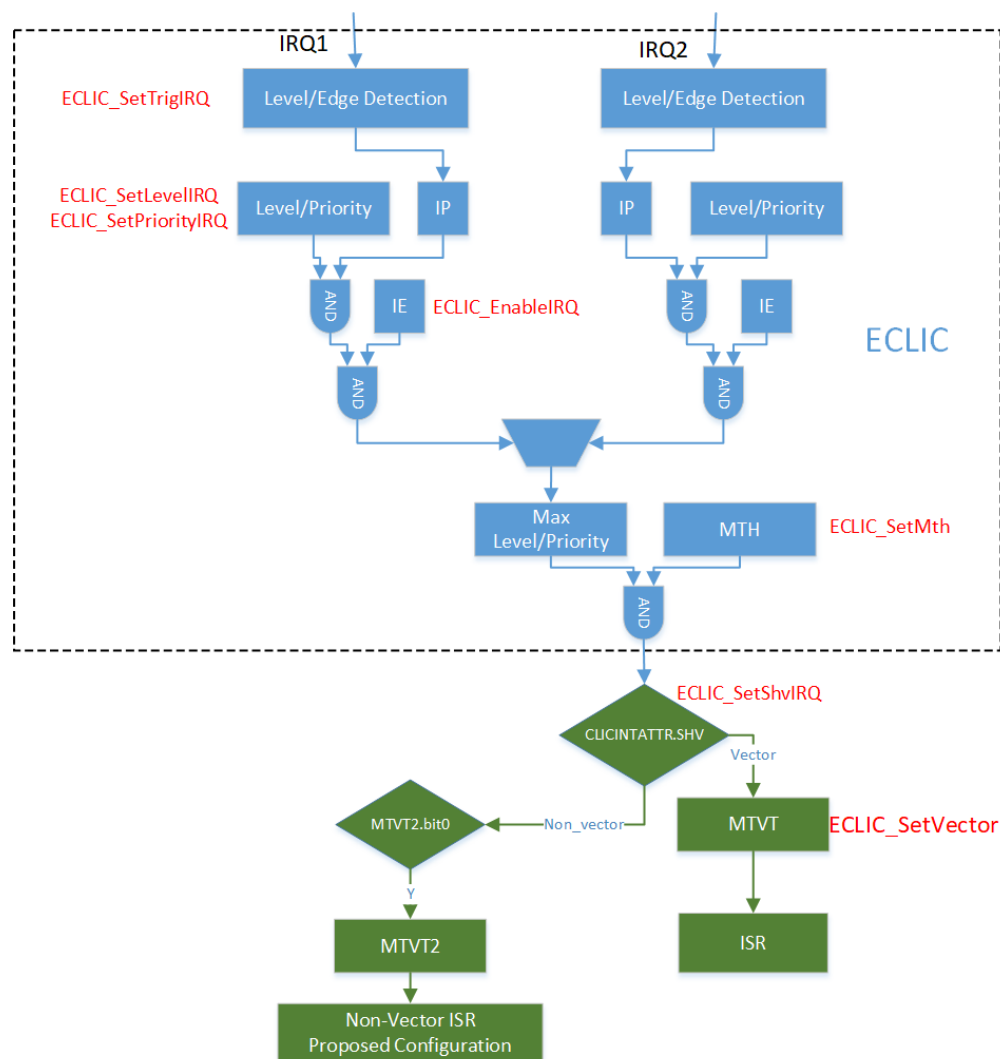 IRQ1
IRQ2
ECLIC_SetTrigIRQ
Level/Edge Detection
Level/Edge Detection
ECLIC_SetLevelIRQ
ECLIC_SetPriorityIRQ
Level/Priority
IP
IP
Level/Priority
AND
IE
ECLIC_EnableIRQ
AND
IE
ECLIC
AND
AND
Max
Level/Priority
MTH
ECLIC_SetMth
AND
ECLIC_SetShvIRQ
CLICINTATTR.SHV
Vector
MTVT2.bit0
Non_vector
MTVT
ECLIC_SetVector
Y
MTVT2
ISR
Non-Vector ISR
Proposed Configuration